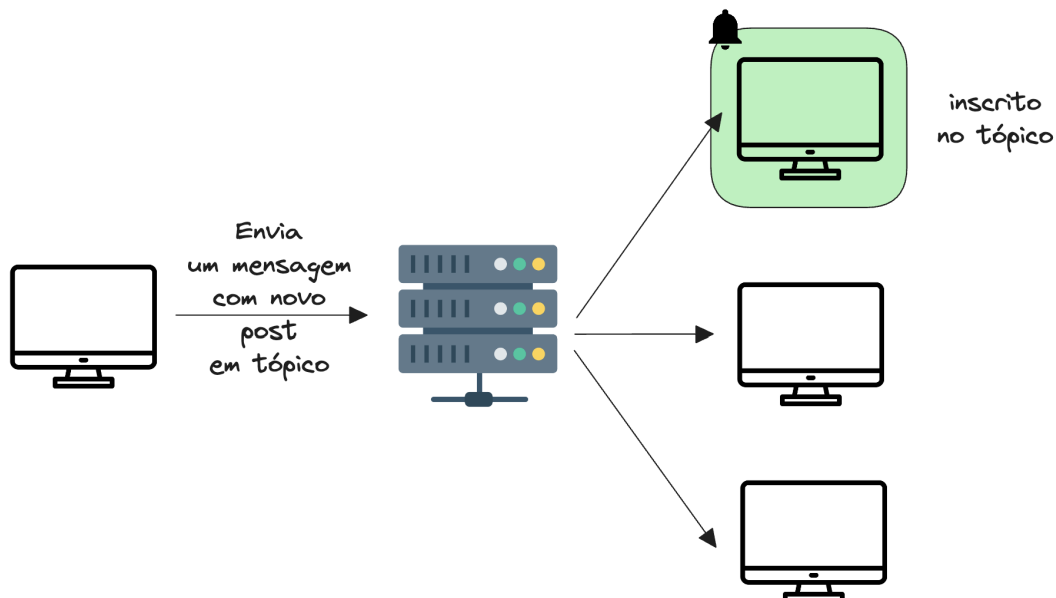 Envia
um mensagem
com novo
post
em tópico
inscrito
no tópico